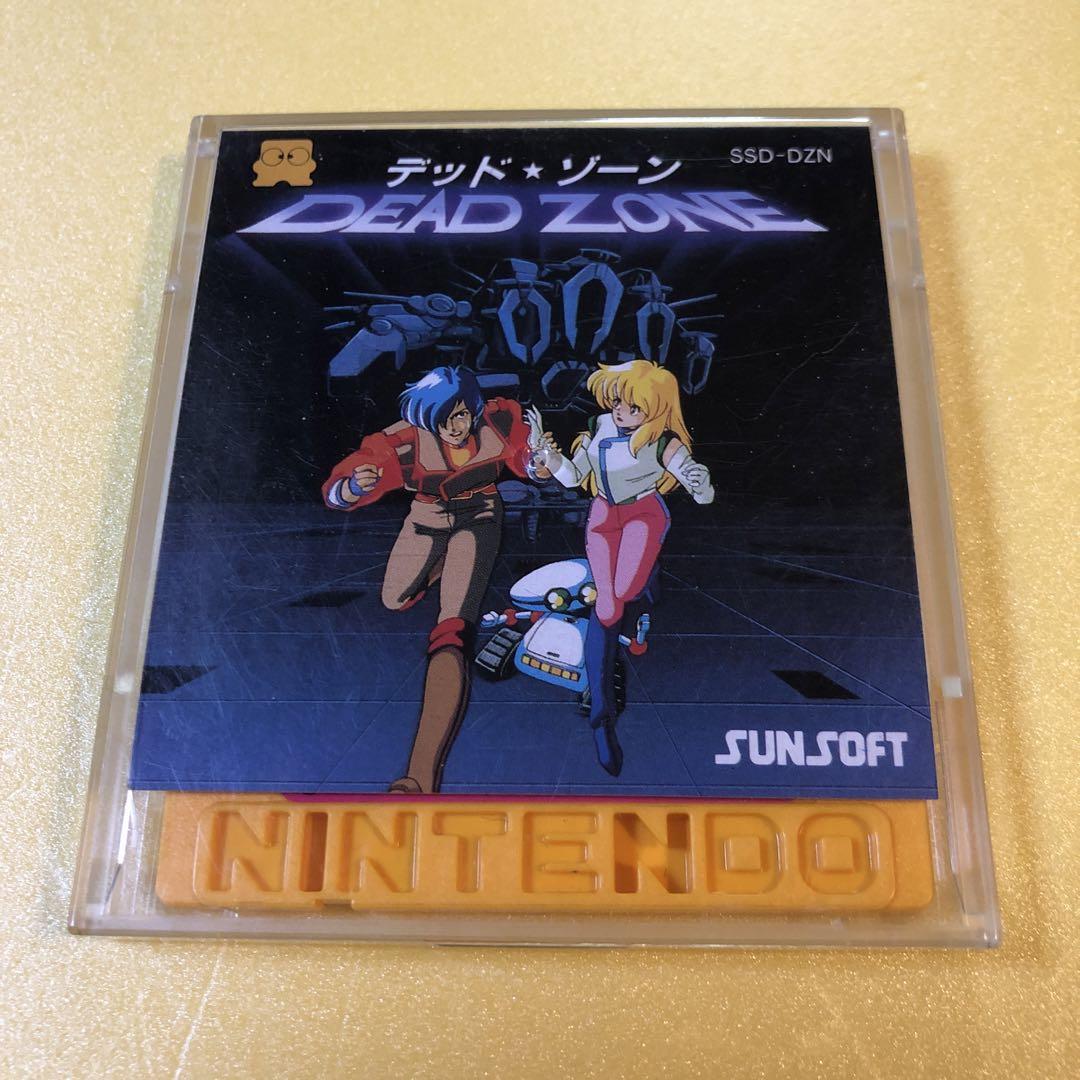 デッド★ゾーン
SSD-DZN
DEAD ZONE
SUNSOFT
NINTENDO